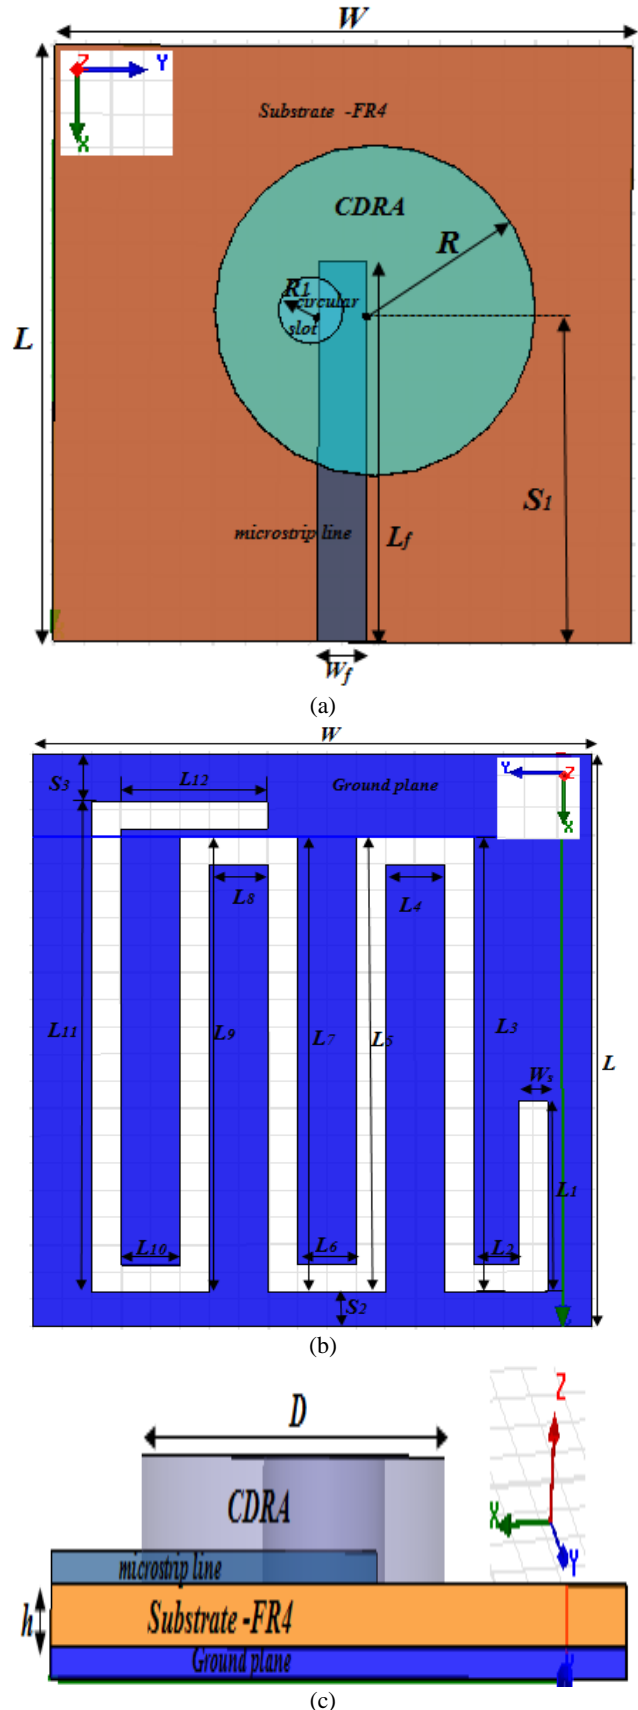 W
Z
Y
X
Substrate -FR4
CDRA
R
R1
circular
slot
L
S1
microstrip line
Lf
Wf
(a)
W
S3
L12
Ground plane
Y
Z
X
L8
L4
L11
L9
L7
L5
L3
L
Ws
L1
L10
L6
L2
S2
(b)
D
Z
CDRA
X
Y
microstrip line
h
Substrate -FR4
Ground plane
(c)